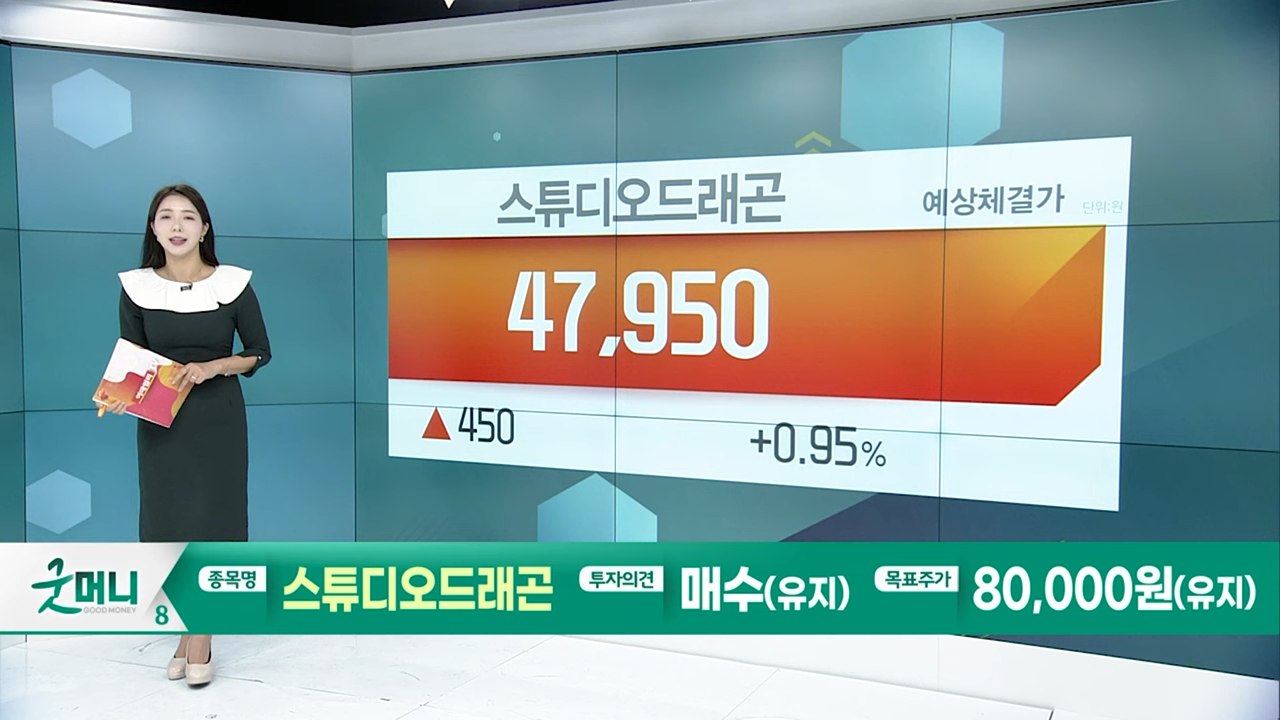 스튜디오드래곤
예상체결가 단위:원
47,950
▲450 +0.95%
굿머니 GOOD MONEY 8
종목명 스튜디오드래곤 투자의견 매수(유지) 목표주가 80,000원(유지)